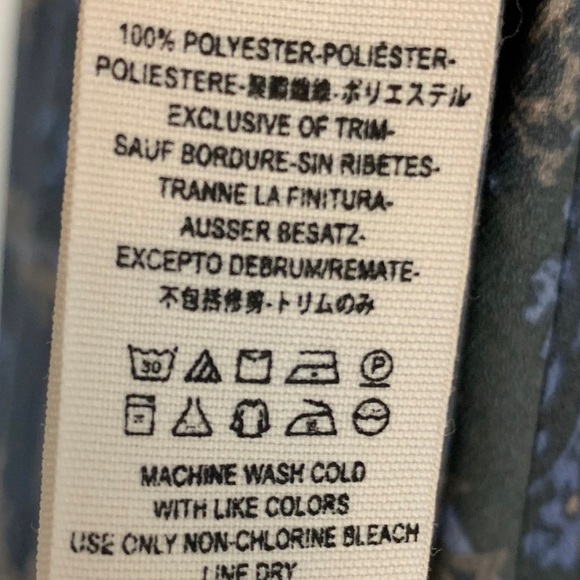 100% POLYESTER-POLIÉSTER-
POLIESTERE-聚酯纖維-ポリエステル
EXCLUSIVE OF TRIM-
SAUF BORDURE-SIN RIBETES-
TRANNE LA FINITURA-
AUSSER BESATZ-
EXCEPTO DEBRUM/REMATE-
不包括修剪-トリムのみ
30
P
MACHINE WASH COLD
WITH LIKE COLORS
USE ONLY NON-CHLORINE BLEACH
LINE DRY